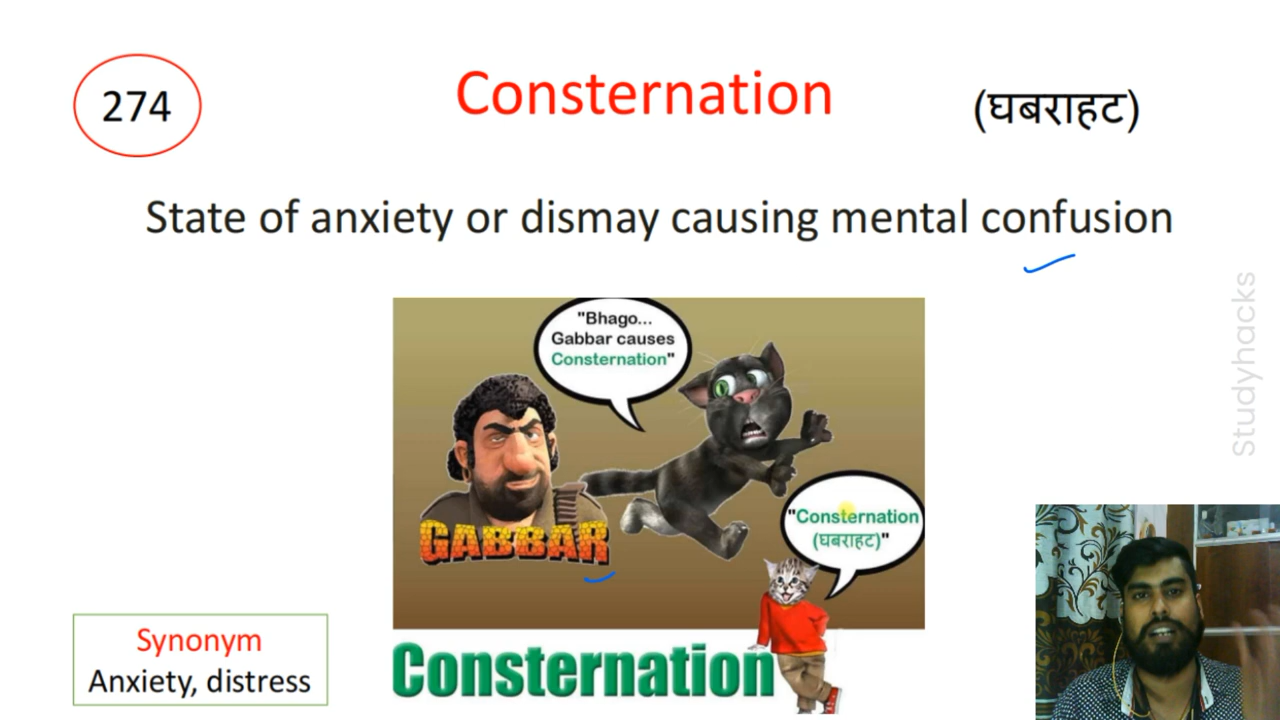 274
Consternation
(घबराहट)
State of anxiety or dismay causing mental confusion
"Bhago...
Gabbar causes
Consternation"
GABBAR
"Consternation
(घबराहट)"
Consternation
Synonym
Anxiety, distress
Studyhacks